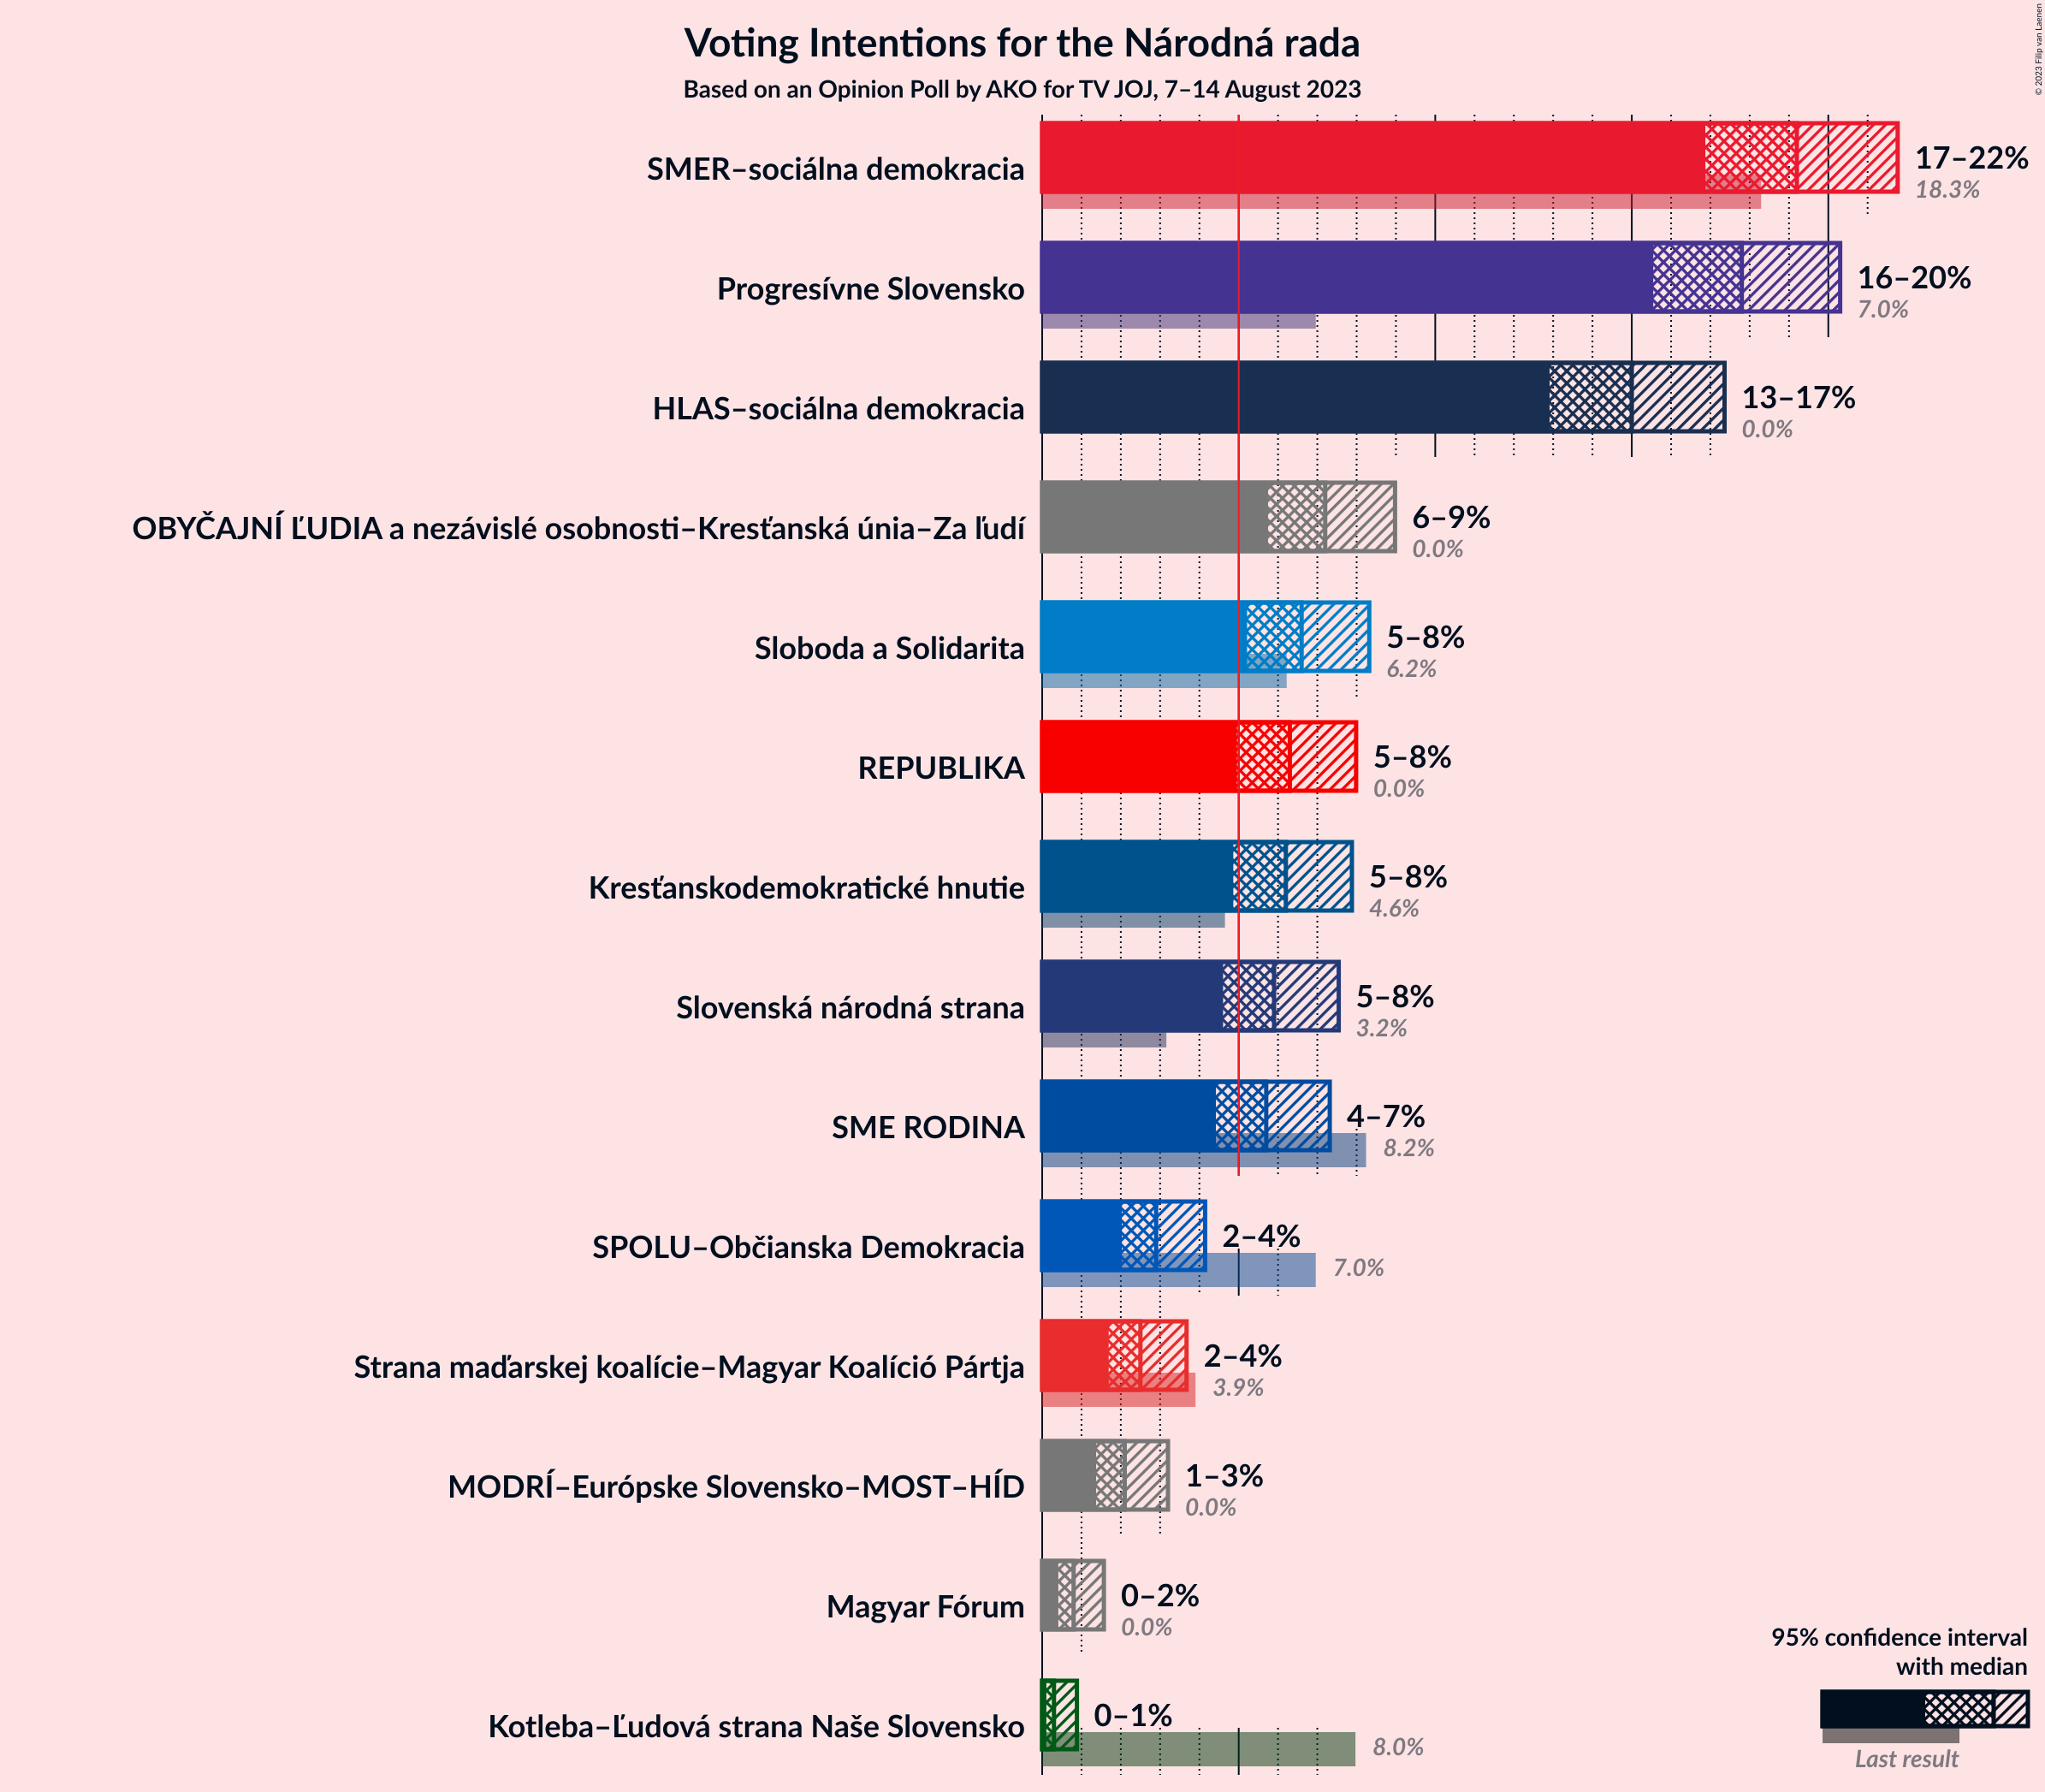 Voting Intentions for the Národná rada
Based on an Opinion Poll by AKO for TV JOJ, 7–14 August 2023
© 2023 Filip van Laenen
SMER–sociálna demokracia
17–22%
18.3%
Progresívne Slovensko
16–20%
7.0%
HLAS–sociálna demokracia
13–17%
0.0%
OBYČAJNÍ ĽUDIA a nezávislé osobnosti–Kresťanská únia–Za ľudí
6–9%
0.0%
Sloboda a Solidarita
5–8%
6.2%
REPUBLIKA
5–8%
0.0%
Kresťanskodemokratické hnutie
5–8%
4.6%
Slovenská národná strana
5–8%
3.2%
SME RODINA
4–7%
8.2%
SPOLU–Občianska Demokracia
2–4%
7.0%
Strana maďarskej koalície–Magyar Koalíció Pártja
2–4%
3.9%
MODRÍ–Európske Slovensko–MOST–HÍD
1–3%
0.0%
Magyar Fórum
0–2%
0.0%
Kotleba–Ľudová strana Naše Slovensko
0–1%
8.0%
95% confidence interval
with median
Last result